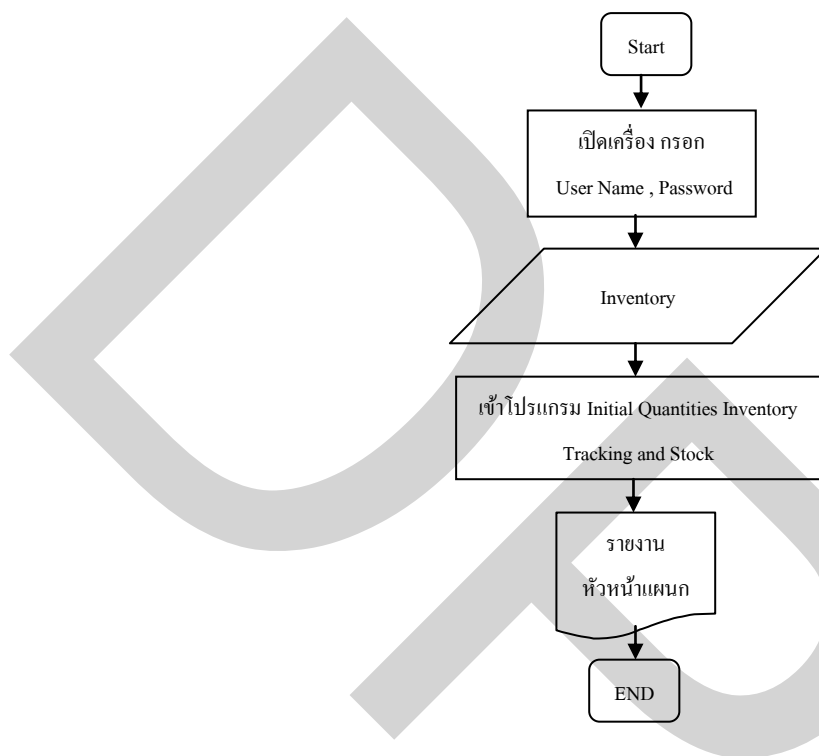 Start
เปิดเครื่อง กรอก
User Name , Password
Inventory
เข้าโปรแกรม Initial Quantities Inventory
Tracking and Stock
รายงาน
หัวหน้าแผนก
END